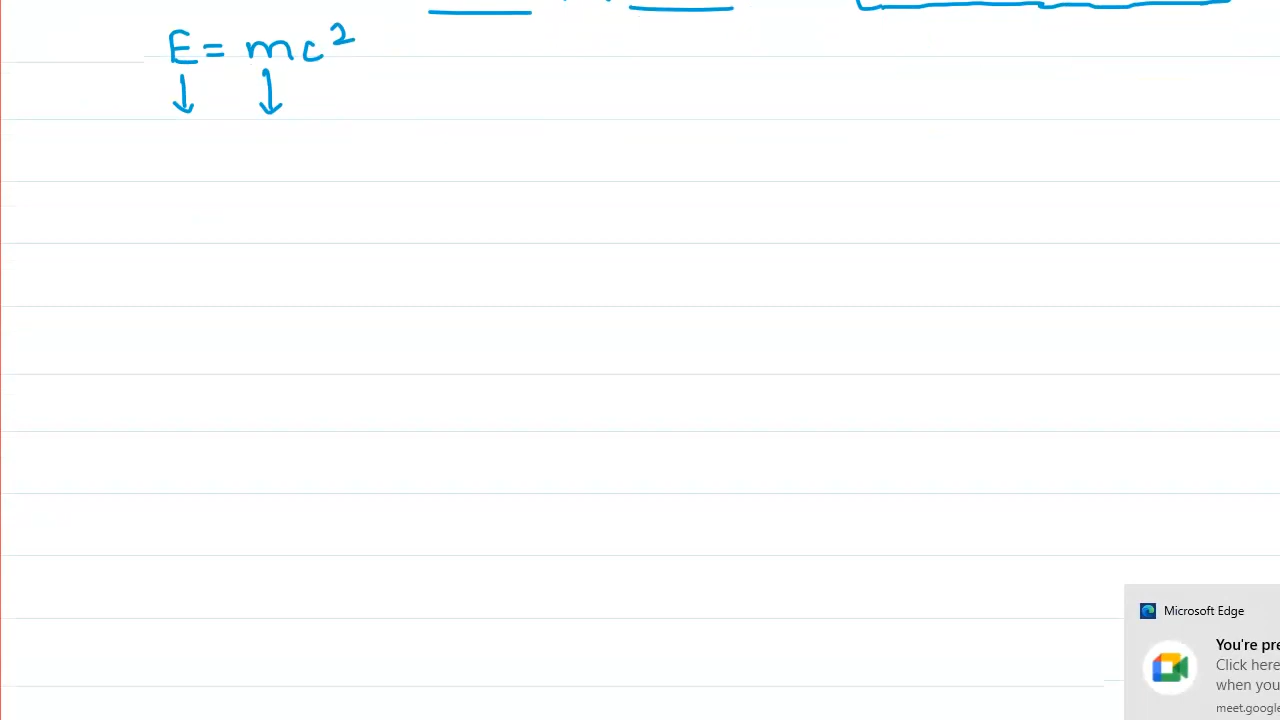 E = mc²
↓ ↓
Microsoft Edge
You're pre
Click here
when you
meet.google